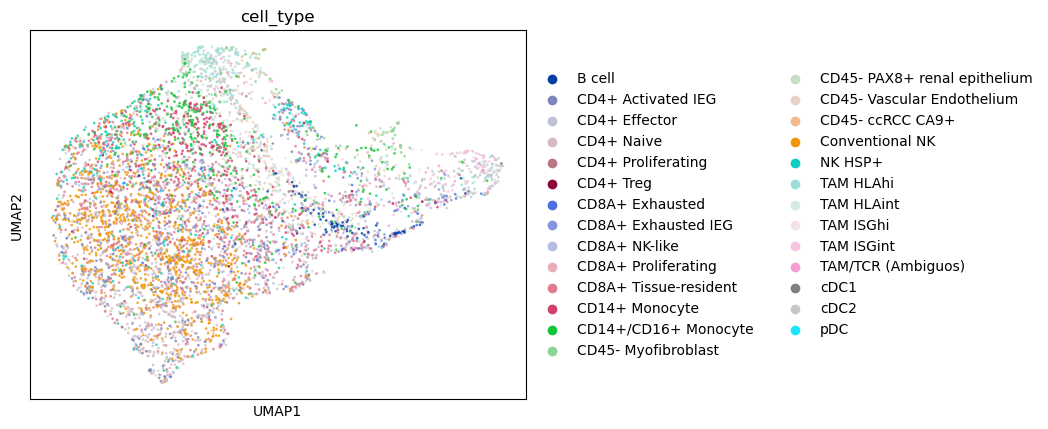 cell_type
UMAP2
UMAP1
B cell
CD4+ Activated IEG
CD4+ Effector
CD4+ Naive
CD4+ Proliferating
CD4+ Treg
CD8A+ Exhausted
CD8A+ Exhausted IEG
CD8A+ NK-like
CD8A+ Proliferating
CD8A+ Tissue-resident
CD14+ Monocyte
CD14+/CD16+ Monocyte
CD45- Myofibroblast
CD45- PAX8+ renal epithelium
CD45- Vascular Endothelium
CD45- ccRCC CA9+
Conventional NK
NK HSP+
TAM HLAhi
TAM HLAint
TAM ISGhi
TAM ISGint
TAM/TCR (Ambiguos)
cDC1
cDC2
pDC